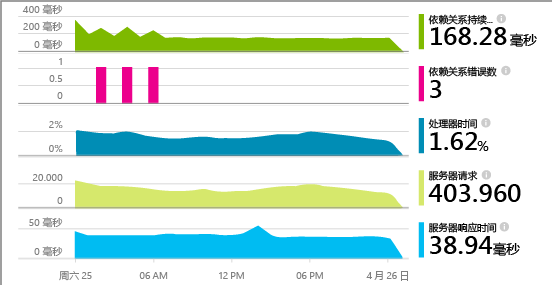 400 毫秒
200 毫秒
0 毫秒
依赖关系持续...
168.28 毫秒
1
0.5
0
依赖关系错误数
3
2%
0%
处理器时间
1.62%
20.000
0
服务器请求
403.960
50 毫秒
0 毫秒
服务器响应时间
38.94 毫秒
周六 25
06 AM
12 PM
06 PM
4 月 26 日